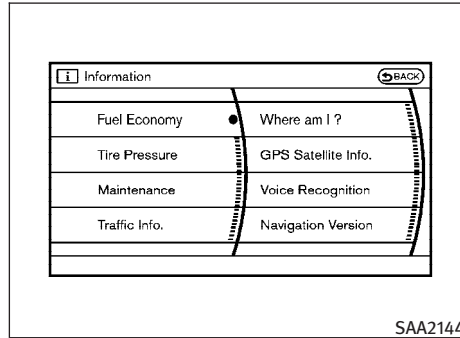 i Information
BACK
Fuel Economy
Where am I ?
Tire Pressure
GPS Satellite Info.
Maintenance
Voice Recognition
Traffic Info.
Navigation Version
SAA2144